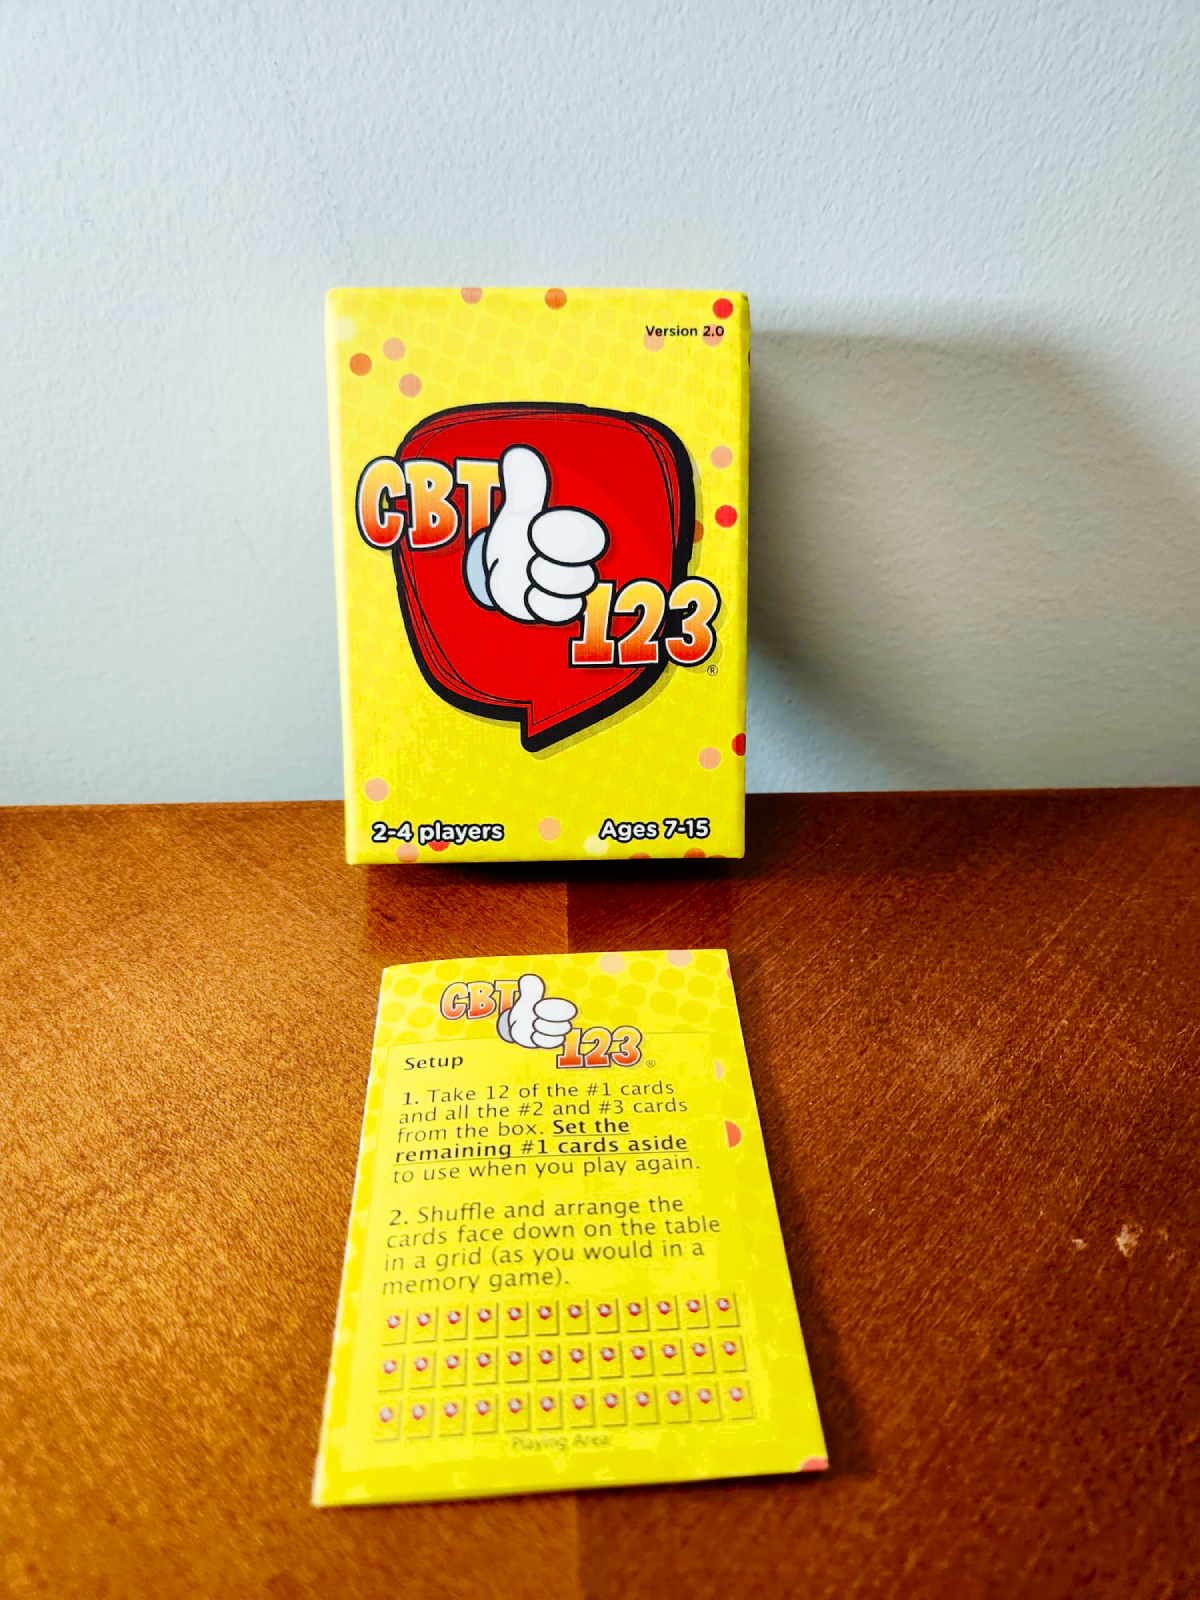 Version 2.0
CBT
123
®
2-4 players
Ages 7-15
CBT
123
®
Setup
1. Take 12 of the #1 cards
and all the #2 and #3 cards
from the box. Set the
remaining #1 cards aside
to use when you play again.
2. Shuffle and arrange the
cards face down on the table
in a grid (as you would in a
memory game).
Playing Area